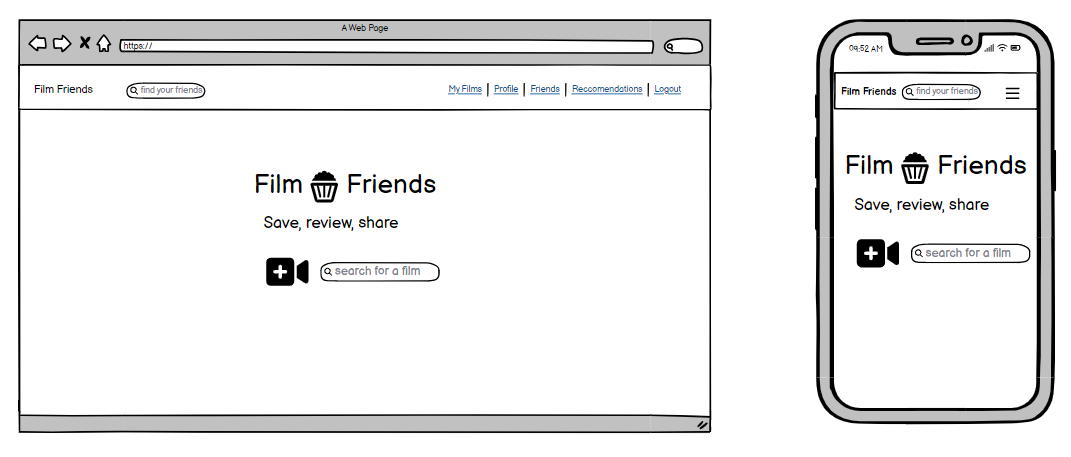 A Web Page
https://
Film Friends find your friends My Films Profile Friends Reccomendations Logout
Film Friends
Save, review, share
search for a film
09:52 AM
Film Friends find your friends
Film Friends
Save, review, share
search for a film